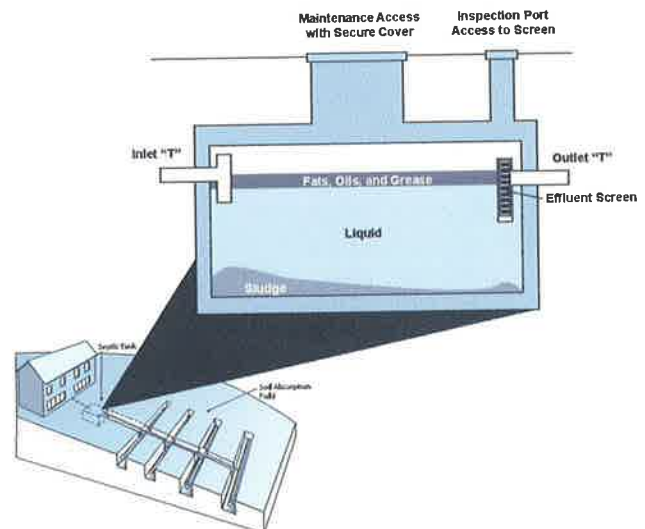 Maintenance Access
with Secure Cover
Inspection Port
Access to Screen
Inlet "T"
Outlet "T"
Fats, Oils, and Grease
Effluent Screen
Liquid
Sludge
Septic Tank
Soil Absorption
Field